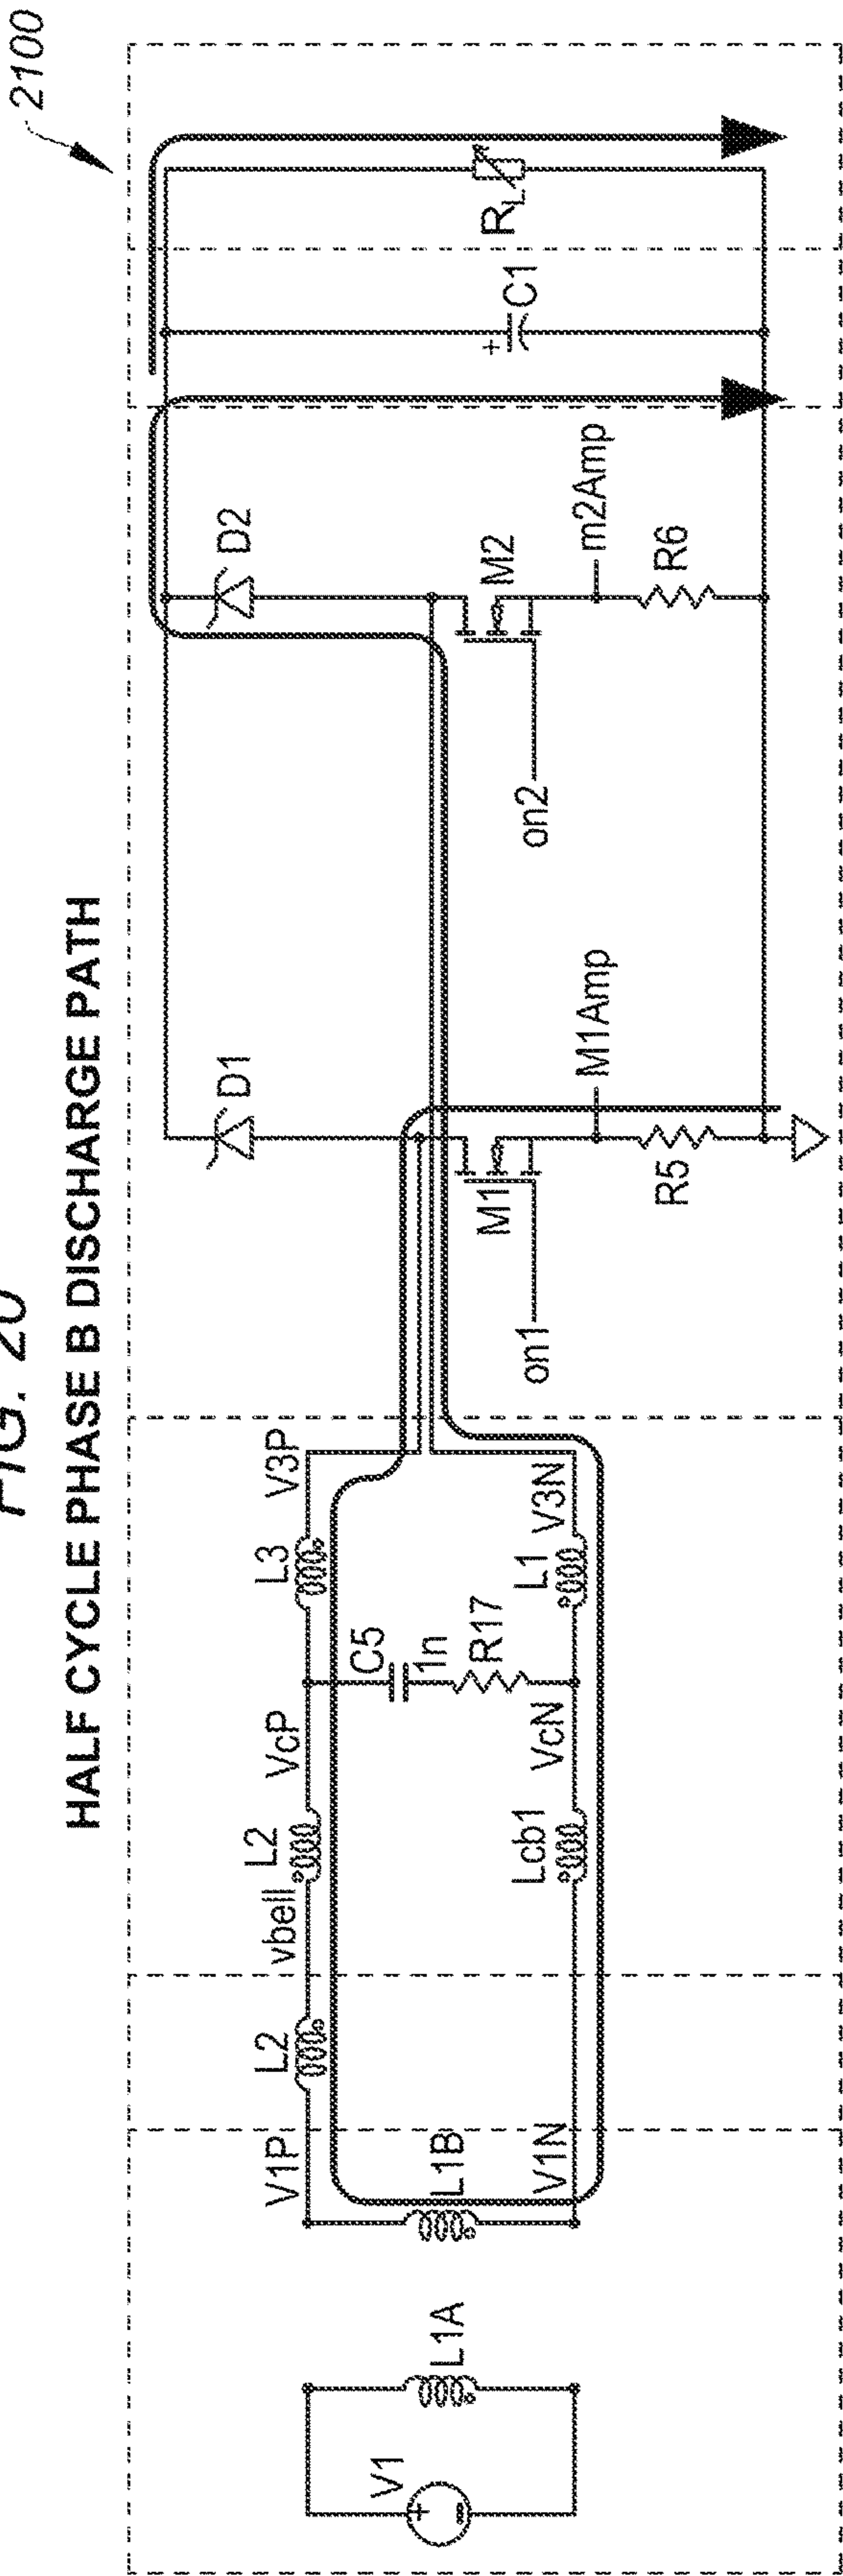 FIG. 20
HALF CYCLE PHASE B DISCHARGE PATH
2100
V1
+
L1A
L1B
V1P
V1N
L2
vbell
L2
Lcb1
VcP
VcN
C5
1n
R17
L3
L1
V3P
V3N
on1
M1
D1
M1Amp
R5
on2
M2
D2
m2Amp
R6
+
C1
RL